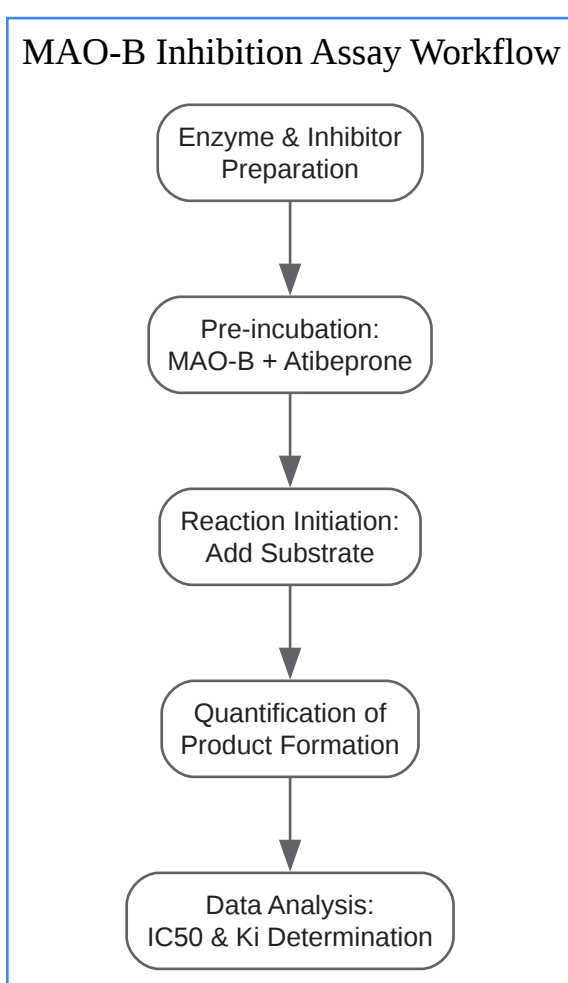 MAO-B Inhibition Assay Workflow
Enzyme & Inhibitor
Preparation
Pre-incubation:
MAO-B + Atibeprone
Reaction Initiation:
Add Substrate
Quantification of
Product Formation
Data Analysis:
IC50 & Ki Determination